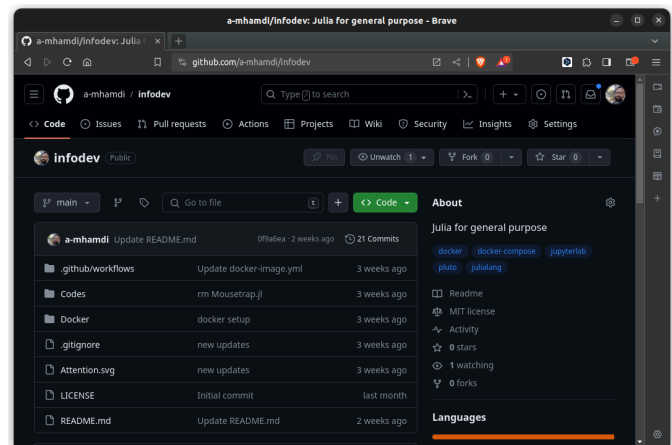 a-mhamdi/infodev: Julia for general purpose - Brave
a-mhamdi/infodev: Julia f
github.com/a-mhamdi/infodev
a-mhamdi / infodev
Type / to search
Code
Issues
Pull requests
Actions
Projects
Wiki
Security
Insights
Settings
infodev Public
Pin
Unwatch 1
Fork 0
Star 0
main
Go to file
t
Code
a-mhamdi Update README.md 0f9a6ea · 2 weeks ago 21 Commits
.github/workflows Update docker-image.yml 3 weeks ago
Codes rm Mousetrap.jl 3 weeks ago
Docker docker setup 3 weeks ago
.gitignore new updates 3 weeks ago
Attention.svg new updates 3 weeks ago
LICENSE Initial commit last month
README.md Update README.md 2 weeks ago
About
Julia for general purpose
docker docker-compose jupyterlab
pluto julialang
Readme
MIT license
Activity
0 stars
1 watching
0 forks
Languages